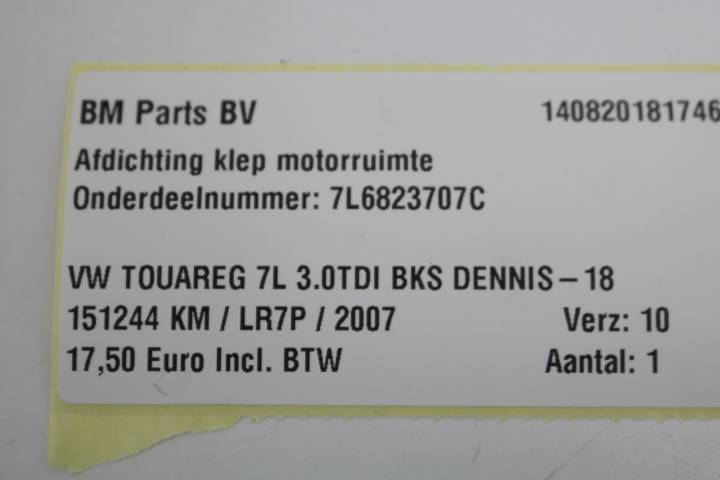 BM Parts BV 140820181746
Afdichting klep motorruimte
Onderdeelnummer: 7L6823707C
VW TOUAREG 7L 3.0TDI BKS DENNIS-18
151244 KM / LR7P / 2007 Verz: 10
17,50 Euro Incl. BTW Aantal: 1